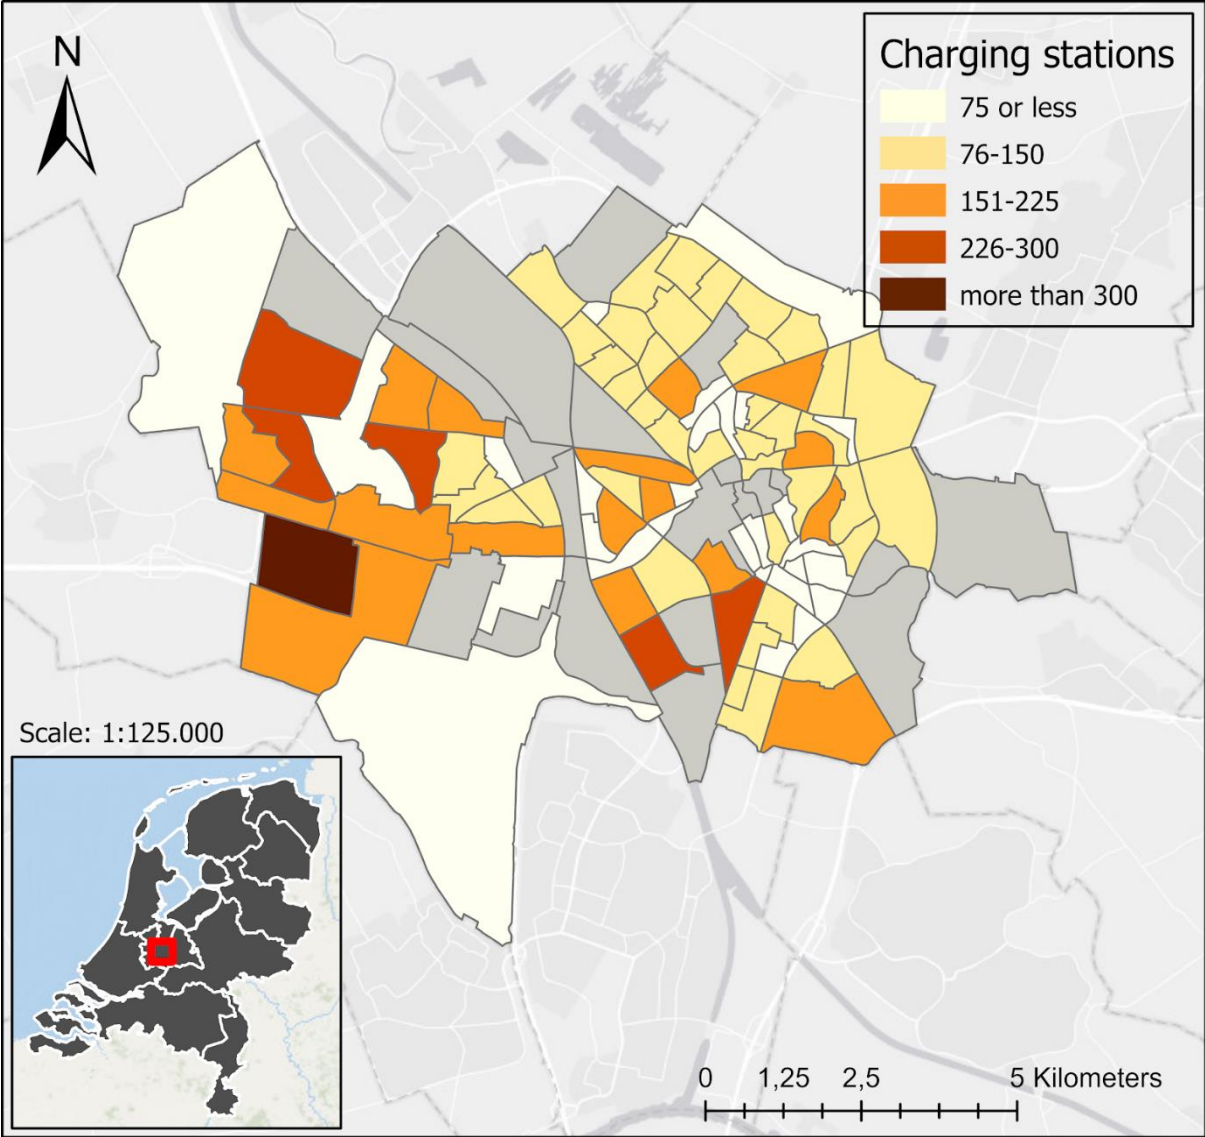 N
Charging stations
75 or less
76-150
151-225
226-300
more than 300
Scale: 1:125.000
0 1,25 2,5 5 Kilometers